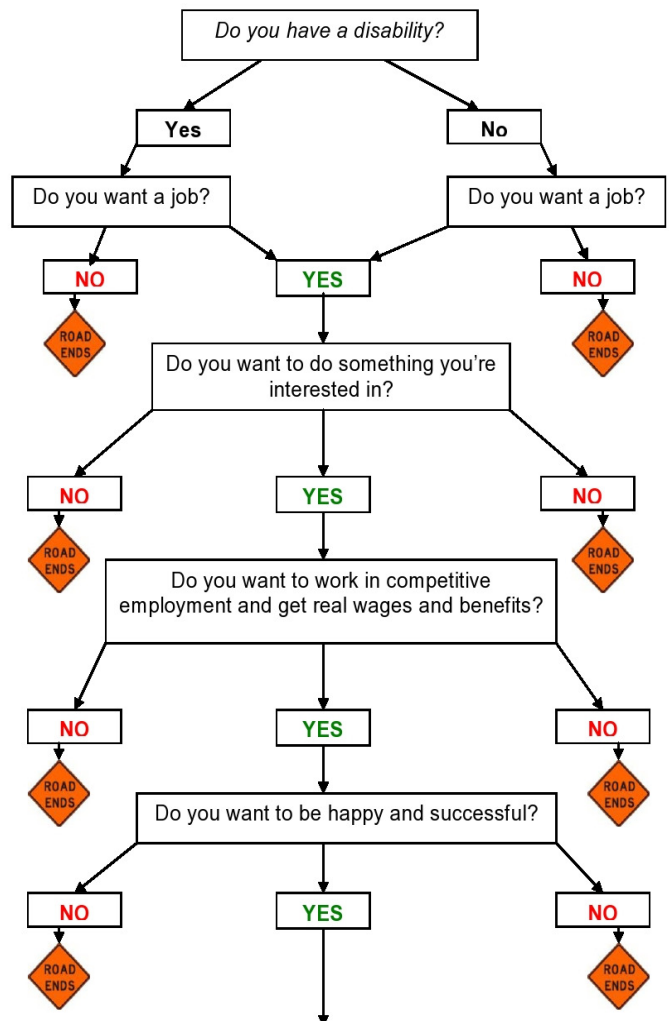 Do you have a disability?
Yes
No
Do you want a job?
Do you want a job?
NO
YES
NO
ROAD
ENDS
ROAD
ENDS
Do you want to do something you're
interested in?
NO
YES
NO
ROAD
ENDS
ROAD
ENDS
Do you want to work in competitive
employment and get real wages and benefits?
NO
YES
NO
ROAD
ENDS
ROAD
ENDS
Do you want to be happy and successful?
NO
YES
NO
ROAD
ENDS
ROAD
ENDS